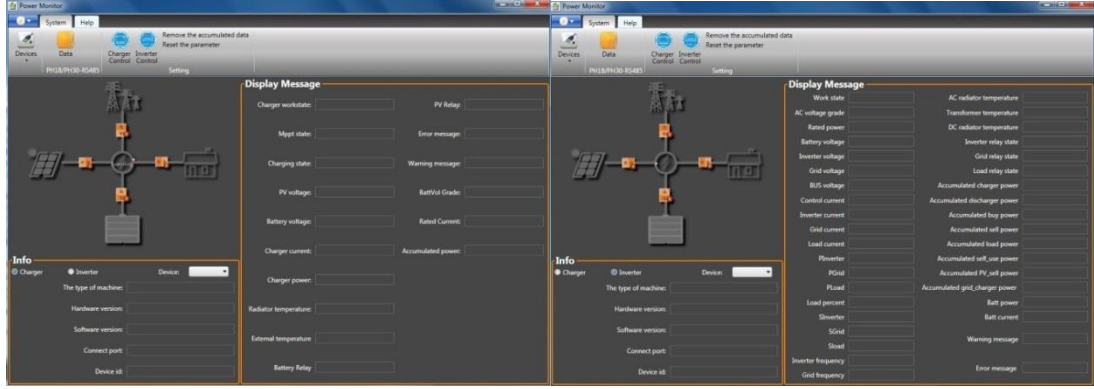 Power Monitor
System Help
Remove the accumulated data
Reset the parameter
Devices Data Charger Control Inverter Control
PH18/PH30-RS485 Setting
Display Message
Charger workstate: PV Relay:
Mppt state: Error message:
Charging state: Warning message:
PV voltage: BattVol Grade:
Battery voltage: Rated Current:
Charger current: Accumulated power:
Charger power:
Radiator temperature:
External temperature
Battery Relay
Info
Charger Inverter Device:
The type of machine:
Hardware version:
Software version:
Connect port:
Device id:
Power Monitor
System Help
Remove the accumulated data
Reset the parameter
Devices Data Charger Control Inverter Control
PH18/PH30-RS485 Setting
Display Message
Work state AC radiator temperature
AC voltage grade Transformer temperature
Rated power DC radiator temperature
Battery voltage Inverter relay state
Inverter voltage Grid relay state
Grid voltage Load relay state
BUS voltage Accumulated charger power
Control current Accumulated discharger power
Inverter current Accumulated buy power
Grid current Accumulated sell power
Load current Accumulated load power
PInverter Accumulated self_use power
PGrid Accumulated PV_sell power
PLoad Accumulated grid_charger power
Load percent Batt power
SInverter Batt current
SGrid
Sload Warning message
Inverter frequency
Grid frequency Error message
Info
Charger Inverter Device:
The type of machine:
Hardware version:
Software version:
Connect port:
Device id: